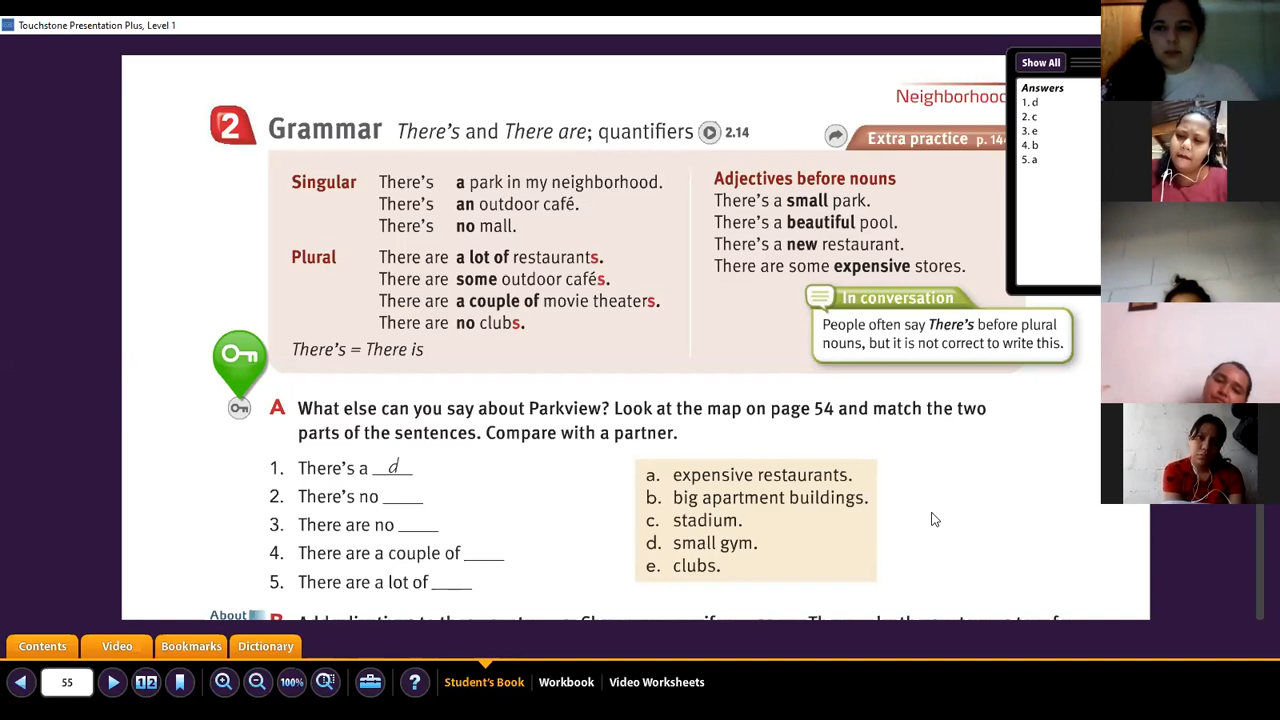 Touchstone Presentation Plus, Level 1
Neighborhood
2 Grammar There's and There are; quantifiers 2.14
Extra practice p. 14
Singular There's a park in my neighborhood.
There's an outdoor café.
There's no mall.
Plural There are a lot of restaurants.
There are some outdoor cafés.
There are a couple of movie theaters.
There are no clubs.
There's = There is
Adjectives before nouns
There's a small park.
There's a beautiful pool.
There's a new restaurant.
There are some expensive stores.
In conversation
People often say There's before plural
nouns, but it is not correct to write this.
Show All
Answers
1. d
2. c
3. e
4. b
5. a
A What else can you say about Parkview? Look at the map on page 54 and match the two
parts of the sentences. Compare with a partner.
1. There's a d
2. There's no ____
3. There are no ____
4. There are a couple of ____
5. There are a lot of ____
a. expensive restaurants.
b. big apartment buildings.
c. stadium.
d. small gym.
e. clubs.
About
Contents Video Bookmarks Dictionary
55 12 100% ? Student's Book Workbook Video Worksheets